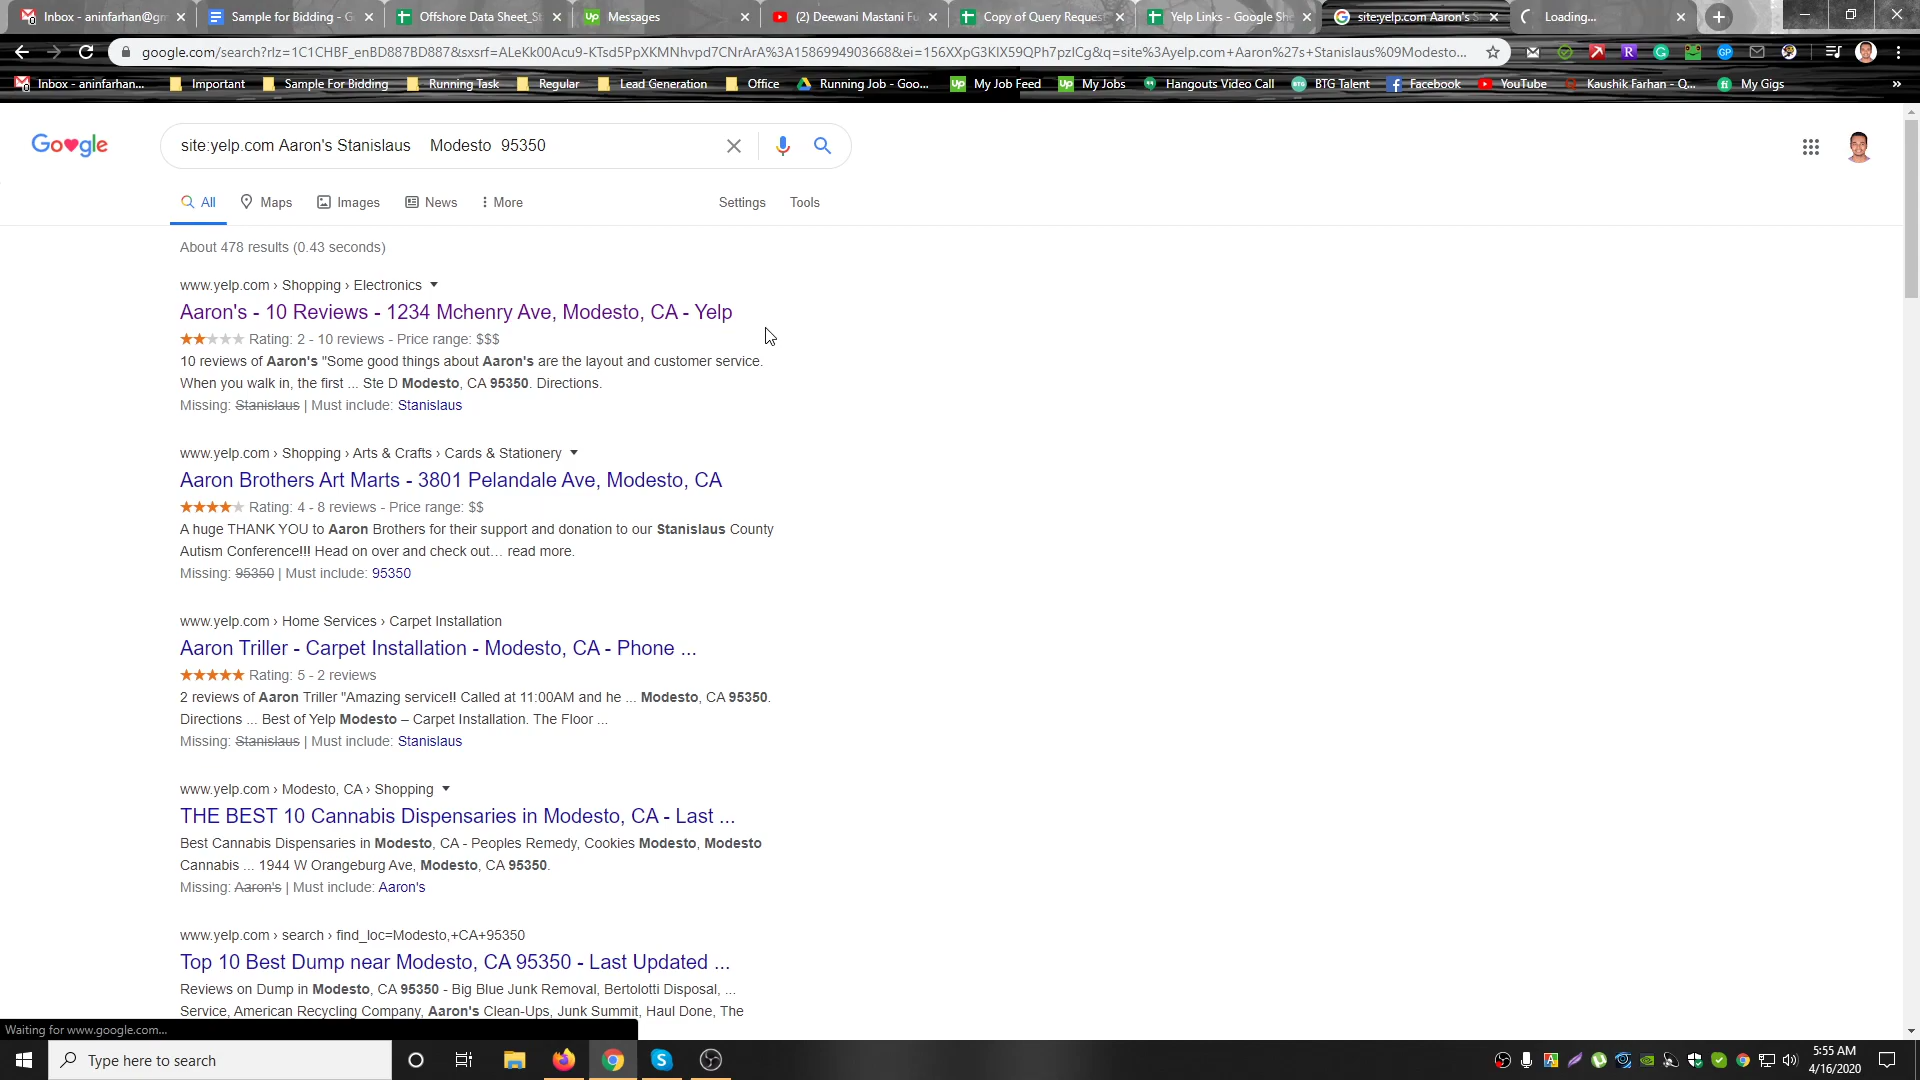 Inbox - aninfarhan@gm
Sample for Bidding - G
Offshore Data Sheet_St
Messages
(2) Deewani Mastani Fu
Copy of Query Request
Yelp Links - Google She
site:yelp.com Aaron's S
Loading...
google.com/search?rlz=1C1CHBF_enBD887BD887&sxsrf=ALeKk00Acu9-KTsd5PpXKMNhvpd7CNrArA%3A1586994903668&ei=156XXpG3KIX59QPh7pzICg&q=site%3Ayelp.com+Aaron%27s+Stanislaus%09Modesto...
Inbox - aninfarhan...
Important
Sample For Bidding
Running Task
Regular
Lead Generation
Office
Running Job - Goo...
My Job Feed
My Jobs
Hangouts Video Call
BTG Talent
Facebook
YouTube
Kaushik Farhan - Q...
My Gigs
»
site:yelp.com Aaron's Stanislaus Modesto 95350
All
Maps
Images
News
More
Settings
Tools
About 478 results (0.43 seconds)
www.yelp.com › Shopping › Electronics
Aaron's - 10 Reviews - 1234 Mchenry Ave, Modesto, CA - Yelp
Rating: 2 - 10 reviews - Price range: $$$
10 reviews of Aaron's "Some good things about Aaron's are the layout and customer service.
When you walk in, the first ... Ste D Modesto, CA 95350. Directions.
Missing: Stanislaus | Must include: Stanislaus
www.yelp.com › Shopping › Arts & Crafts › Cards & Stationery
Aaron Brothers Art Marts - 3801 Pelandale Ave, Modesto, CA
Rating: 4 - 8 reviews - Price range: $$
A huge THANK YOU to Aaron Brothers for their support and donation to our Stanislaus County
Autism Conference!!! Head on over and check out… read more.
Missing: 95350 | Must include: 95350
www.yelp.com › Home Services › Carpet Installation
Aaron Triller - Carpet Installation - Modesto, CA - Phone ...
Rating: 5 - 2 reviews
2 reviews of Aaron Triller "Amazing service!! Called at 11:00AM and he ... Modesto, CA 95350.
Directions ... Best of Yelp Modesto – Carpet Installation. The Floor ...
Missing: Stanislaus | Must include: Stanislaus
www.yelp.com › Modesto, CA › Shopping
THE BEST 10 Cannabis Dispensaries in Modesto, CA - Last ...
Best Cannabis Dispensaries in Modesto, CA - Peoples Remedy, Cookies Modesto, Modesto
Cannabis ... 1944 W Orangeburg Ave, Modesto, CA 95350.
Missing: Aaron's | Must include: Aaron's
www.yelp.com › search › find_loc=Modesto,+CA+95350
Top 10 Best Dump near Modesto, CA 95350 - Last Updated ...
Reviews on Dump in Modesto, CA 95350 - Big Blue Junk Removal, Bertolotti Disposal, ...
Service, American Recycling Company, Aaron's Clean-Ups, Junk Summit, Haul Done, The
Waiting for www.google.com...
Type here to search
5:55 AM
4/16/2020